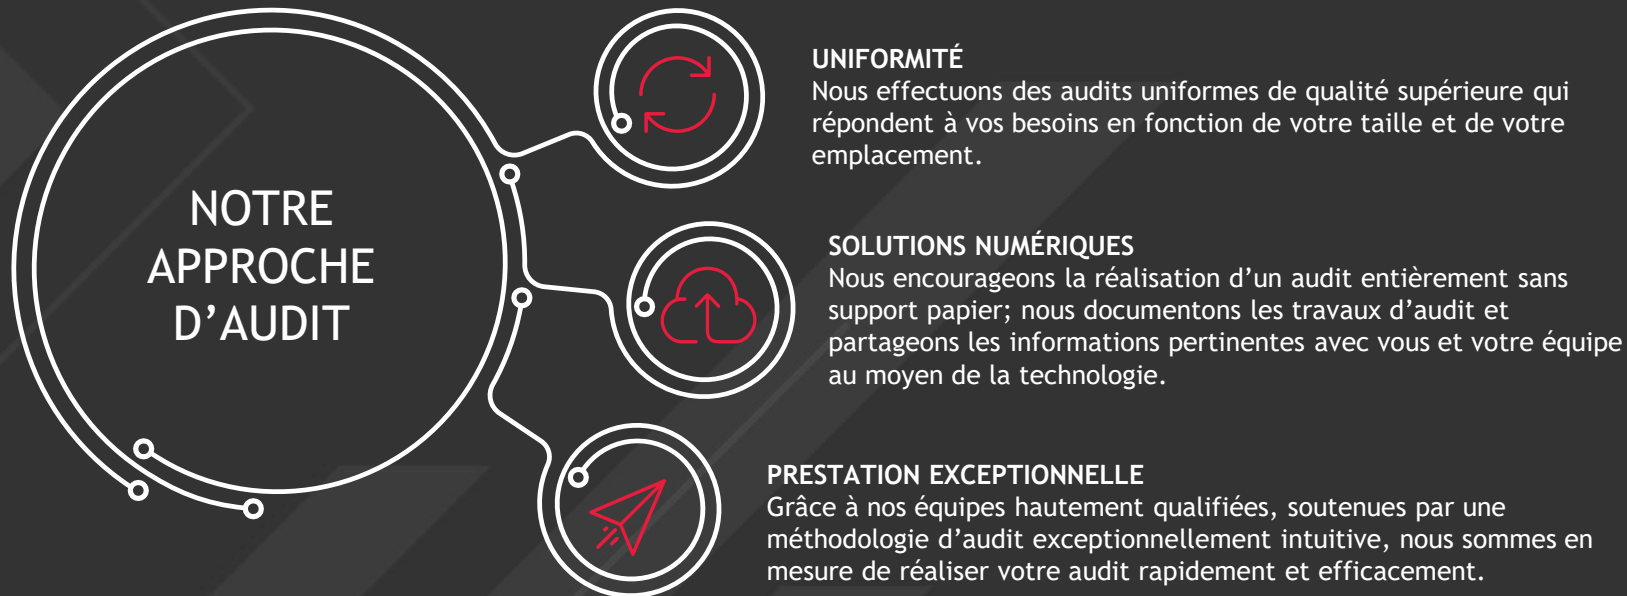 NOTRE
APPROCHE
D’AUDIT
UNIFORMITÉ
Nous effectuons des audits uniformes de qualité supérieure qui
répondent à vos besoins en fonction de votre taille et de votre
emplacement.
SOLUTIONS NUMÉRIQUES
Nous encourageons la réalisation d’un audit entièrement sans
support papier; nous documentons les travaux d’audit et
partageons les informations pertinentes avec vous et votre équipe
au moyen de la technologie.
PRESTATION EXCEPTIONNELLE
Grâce à nos équipes hautement qualifiées, soutenues par une
méthodologie d’audit exceptionnellement intuitive, nous sommes en
mesure de réaliser votre audit rapidement et efficacement.